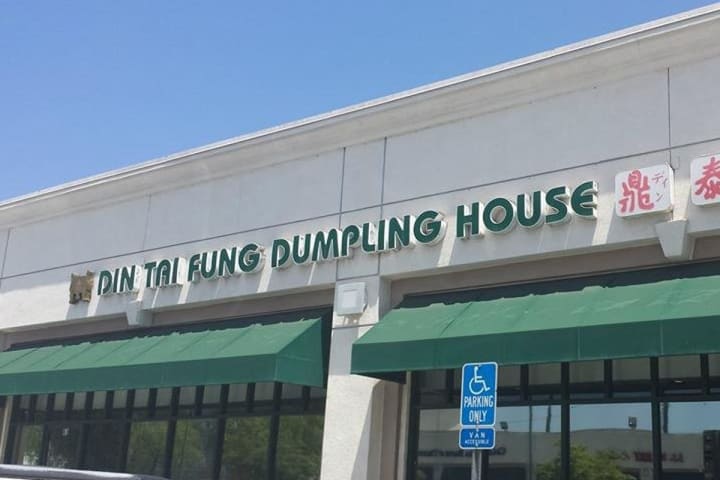 DIN TAI FUNG DUMPLING HOUSE
鼎 ディン 泰
PARKING
ONLY
VAN
ACCESSIBLE